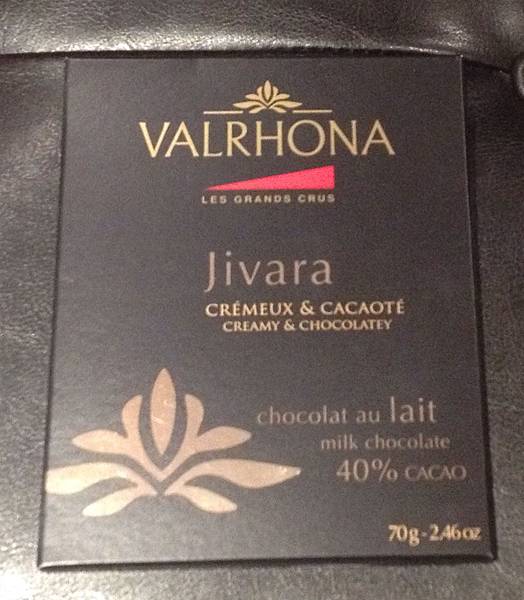 VALRHONA
LES GRANDS CRUS
Jivara
CRÉMEUX & CACAOTÉ
CREAMY & CHOCOLATEY
chocolat au lait
milk chocolate
40% CACAO
70g - 2,46 oz